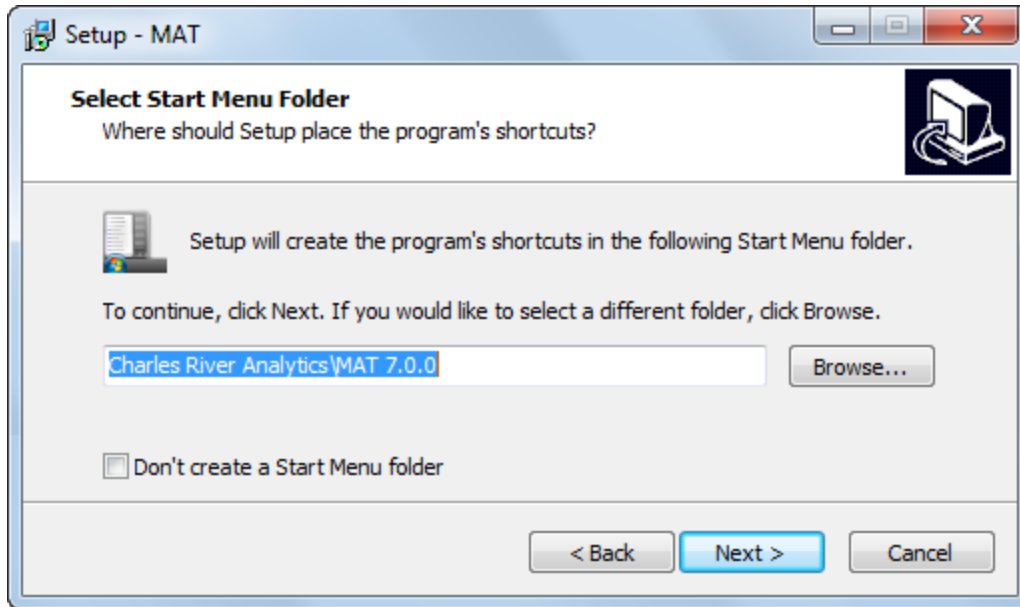 Setup - MAT
Select Start Menu Folder
Where should Setup place the program's shortcuts?
Setup will create the program's shortcuts in the following Start Menu folder.
To continue, click Next. If you would like to select a different folder, click Browse.
Charles River Analytics\MAT 7.0.0
Browse...
Don't create a Start Menu folder
< Back
Next >
Cancel